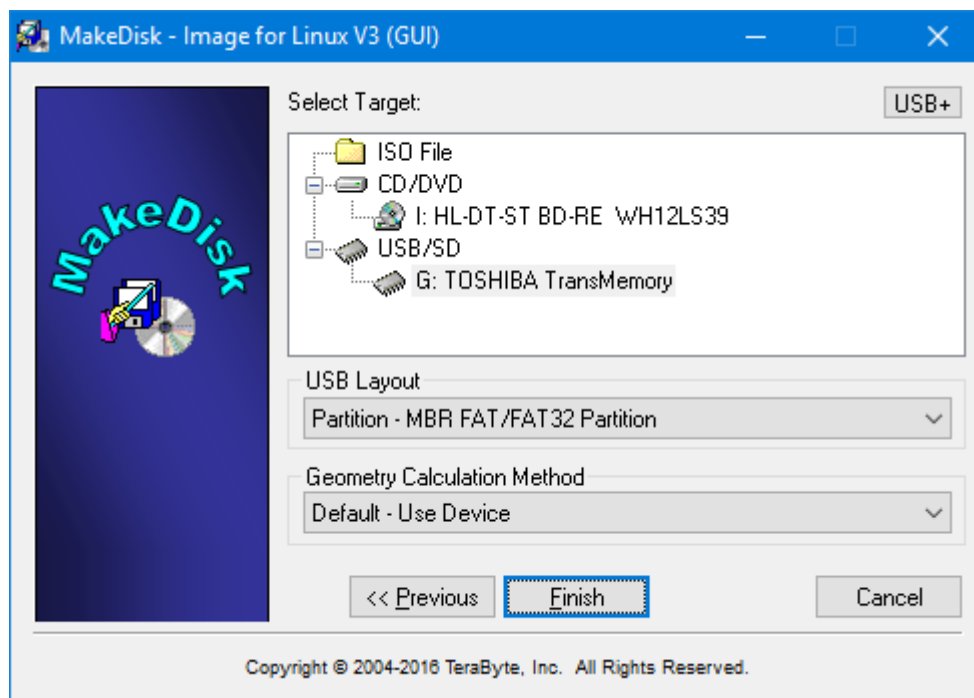 MakeDisk - Image for Linux V3 (GUI)
Select Target:
USB+
MakeDisk
ISO File
CD/DVD
I: HL-DT-ST BD-RE  WH12LS39
USB/SD
G: TOSHIBA TransMemory
USB Layout
Partition - MBR FAT/FAT32 Partition
Geometry Calculation Method
Default - Use Device
<< Previous
Finish
Cancel
Copyright © 2004-2016 TeraByte, Inc.  All Rights Reserved.